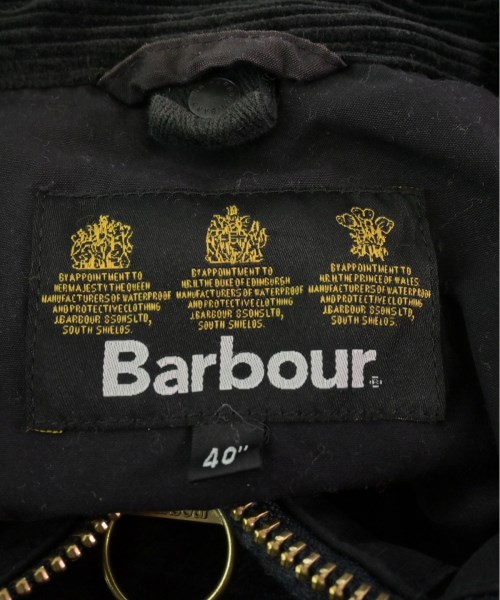 BY APPOINTMENT TO
HER MAJESTY THE QUEEN
MANUFACTURERS OF WATERPROOF
AND PROTECTIVE CLOTHING
J.BARBOUR & SONS LTD,
SOUTH SHIELDS.
BY APPOINTMENT TO
H.R.H. THE DUKE OF EDINBURGH
MANUFACTURERS OF WATERPROOF
AND PROTECTIVE CLOTHING
J.BARBOUR & SONS LTD,
SOUTH SHIELDS.
BY APPOINTMENT TO
H.R.H. THE PRINCE OF WALES
MANUFACTURERS OF WATERPROOF
AND PROTECTIVE CLOTHING
J.BARBOUR & SONS LTD,
SOUTH SHIELDS.
Barbour®
40"